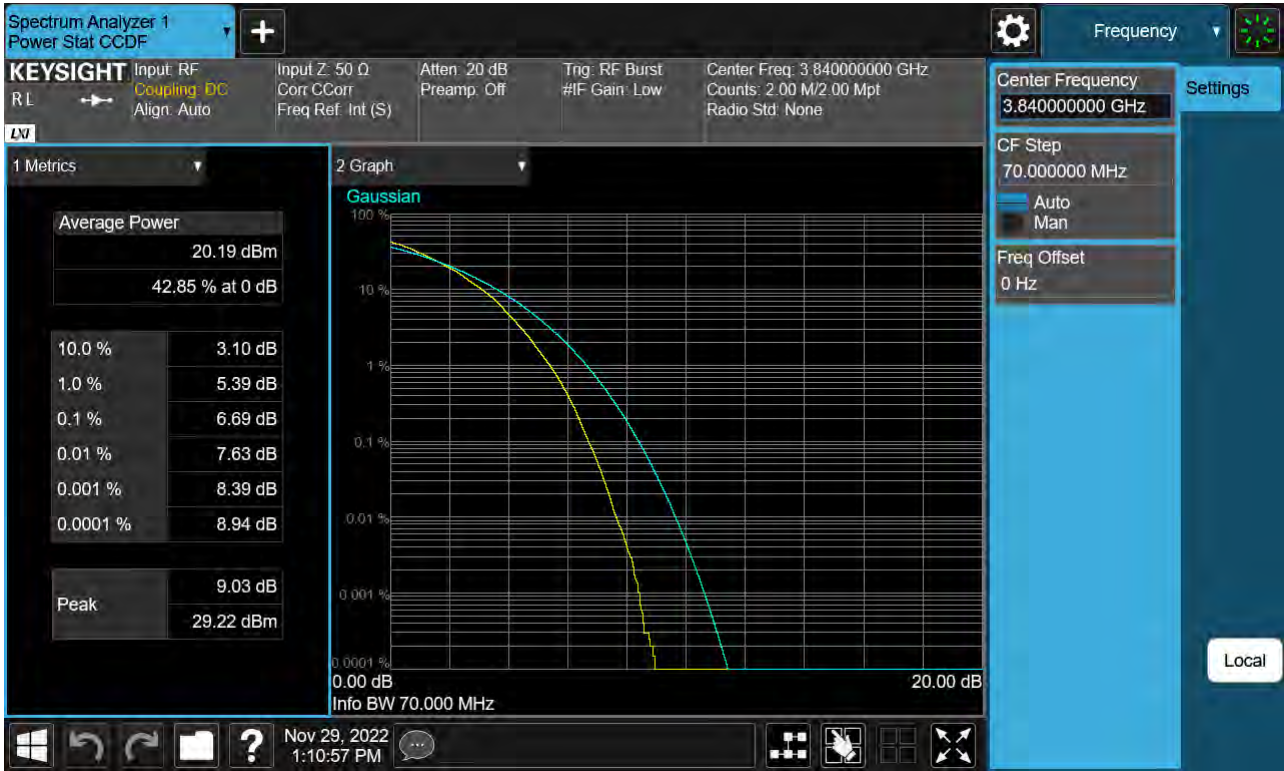 Spectrum Analyzer 1
Power Stat CCDF
+
Frequency
KEYSIGHT
RL
LXI
Input: RF
Coupling: DC
Align: Auto
Input Z: 50 Ω
Corr CCorr
Freq Ref: Int (S)
Atten: 20 dB
Preamp: Off
Trig: RF Burst
#IF Gain: Low
Center Freq: 3.840000000 GHz
Counts: 2.00 M/2.00 Mpt
Radio Std: None
Center Frequency
3.840000000 GHz
Settings
CF Step
70.000000 MHz
Auto
Man
Freq Offset
0 Hz
1 Metrics
Average Power
20.19 dBm
42.85 % at 0 dB
10.0 % 3.10 dB
1.0 % 5.39 dB
0.1 % 6.69 dB
0.01 % 7.63 dB
0.001 % 8.39 dB
0.0001 % 8.94 dB
Peak
9.03 dB
29.22 dBm
2 Graph
Gaussian
100 %
10 %
1 %
0.1 %
0.01 %
0.001 %
0.0001 %
0.00 dB 20.00 dB
Info BW 70.000 MHz
Local
?
Nov 29, 2022
1:10:57 PM